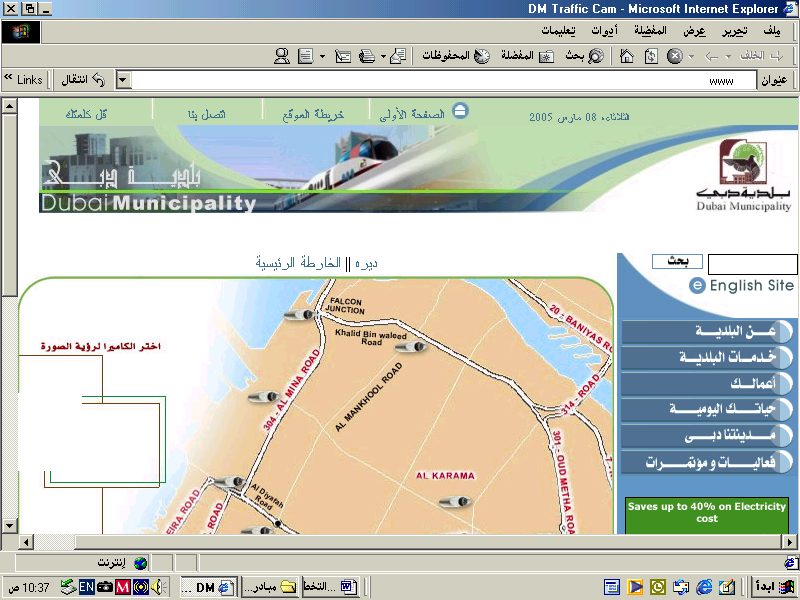 DM Traffic Cam - Microsoft Internet Explorer
ملف تحرير عرض المفضلة أدوات تعليمات
الخلف بحث المفضلة المحفوظات
عنوان www انتقال Links »
الثلاثاء، 08 مارس 2005
الصفحة الأولى خريطة الموقع اتصل بنا قل كلمتك
بلدية دبي
Dubai Municipality
بلدية دبي
Dubai Municipality
ديره || الخارطة الرئيسية
بحث
English Site
عن البلدية
خدمات البلدية
أعمالك
حياتك اليومية
مدينتنا دبي
فعاليات و مؤتمرات
Saves up to 40% on Electricity
cost
اختر الكاميرا لرؤية الصورة
FALCON
JUNCTION
Khalid Bin waleed
Road
20 - BANIYAS
304 - AL MINA ROAD
AL MANKHOOL ROAD
314 - ROAD
301 - OUD METHA ROAD
AL KARAMA
Al Diyafah
Road
EIRA ROAD
ROAD
إنترنت
ابدأ
التخط...
مبادر...
DM ...
EN
10:37 ص